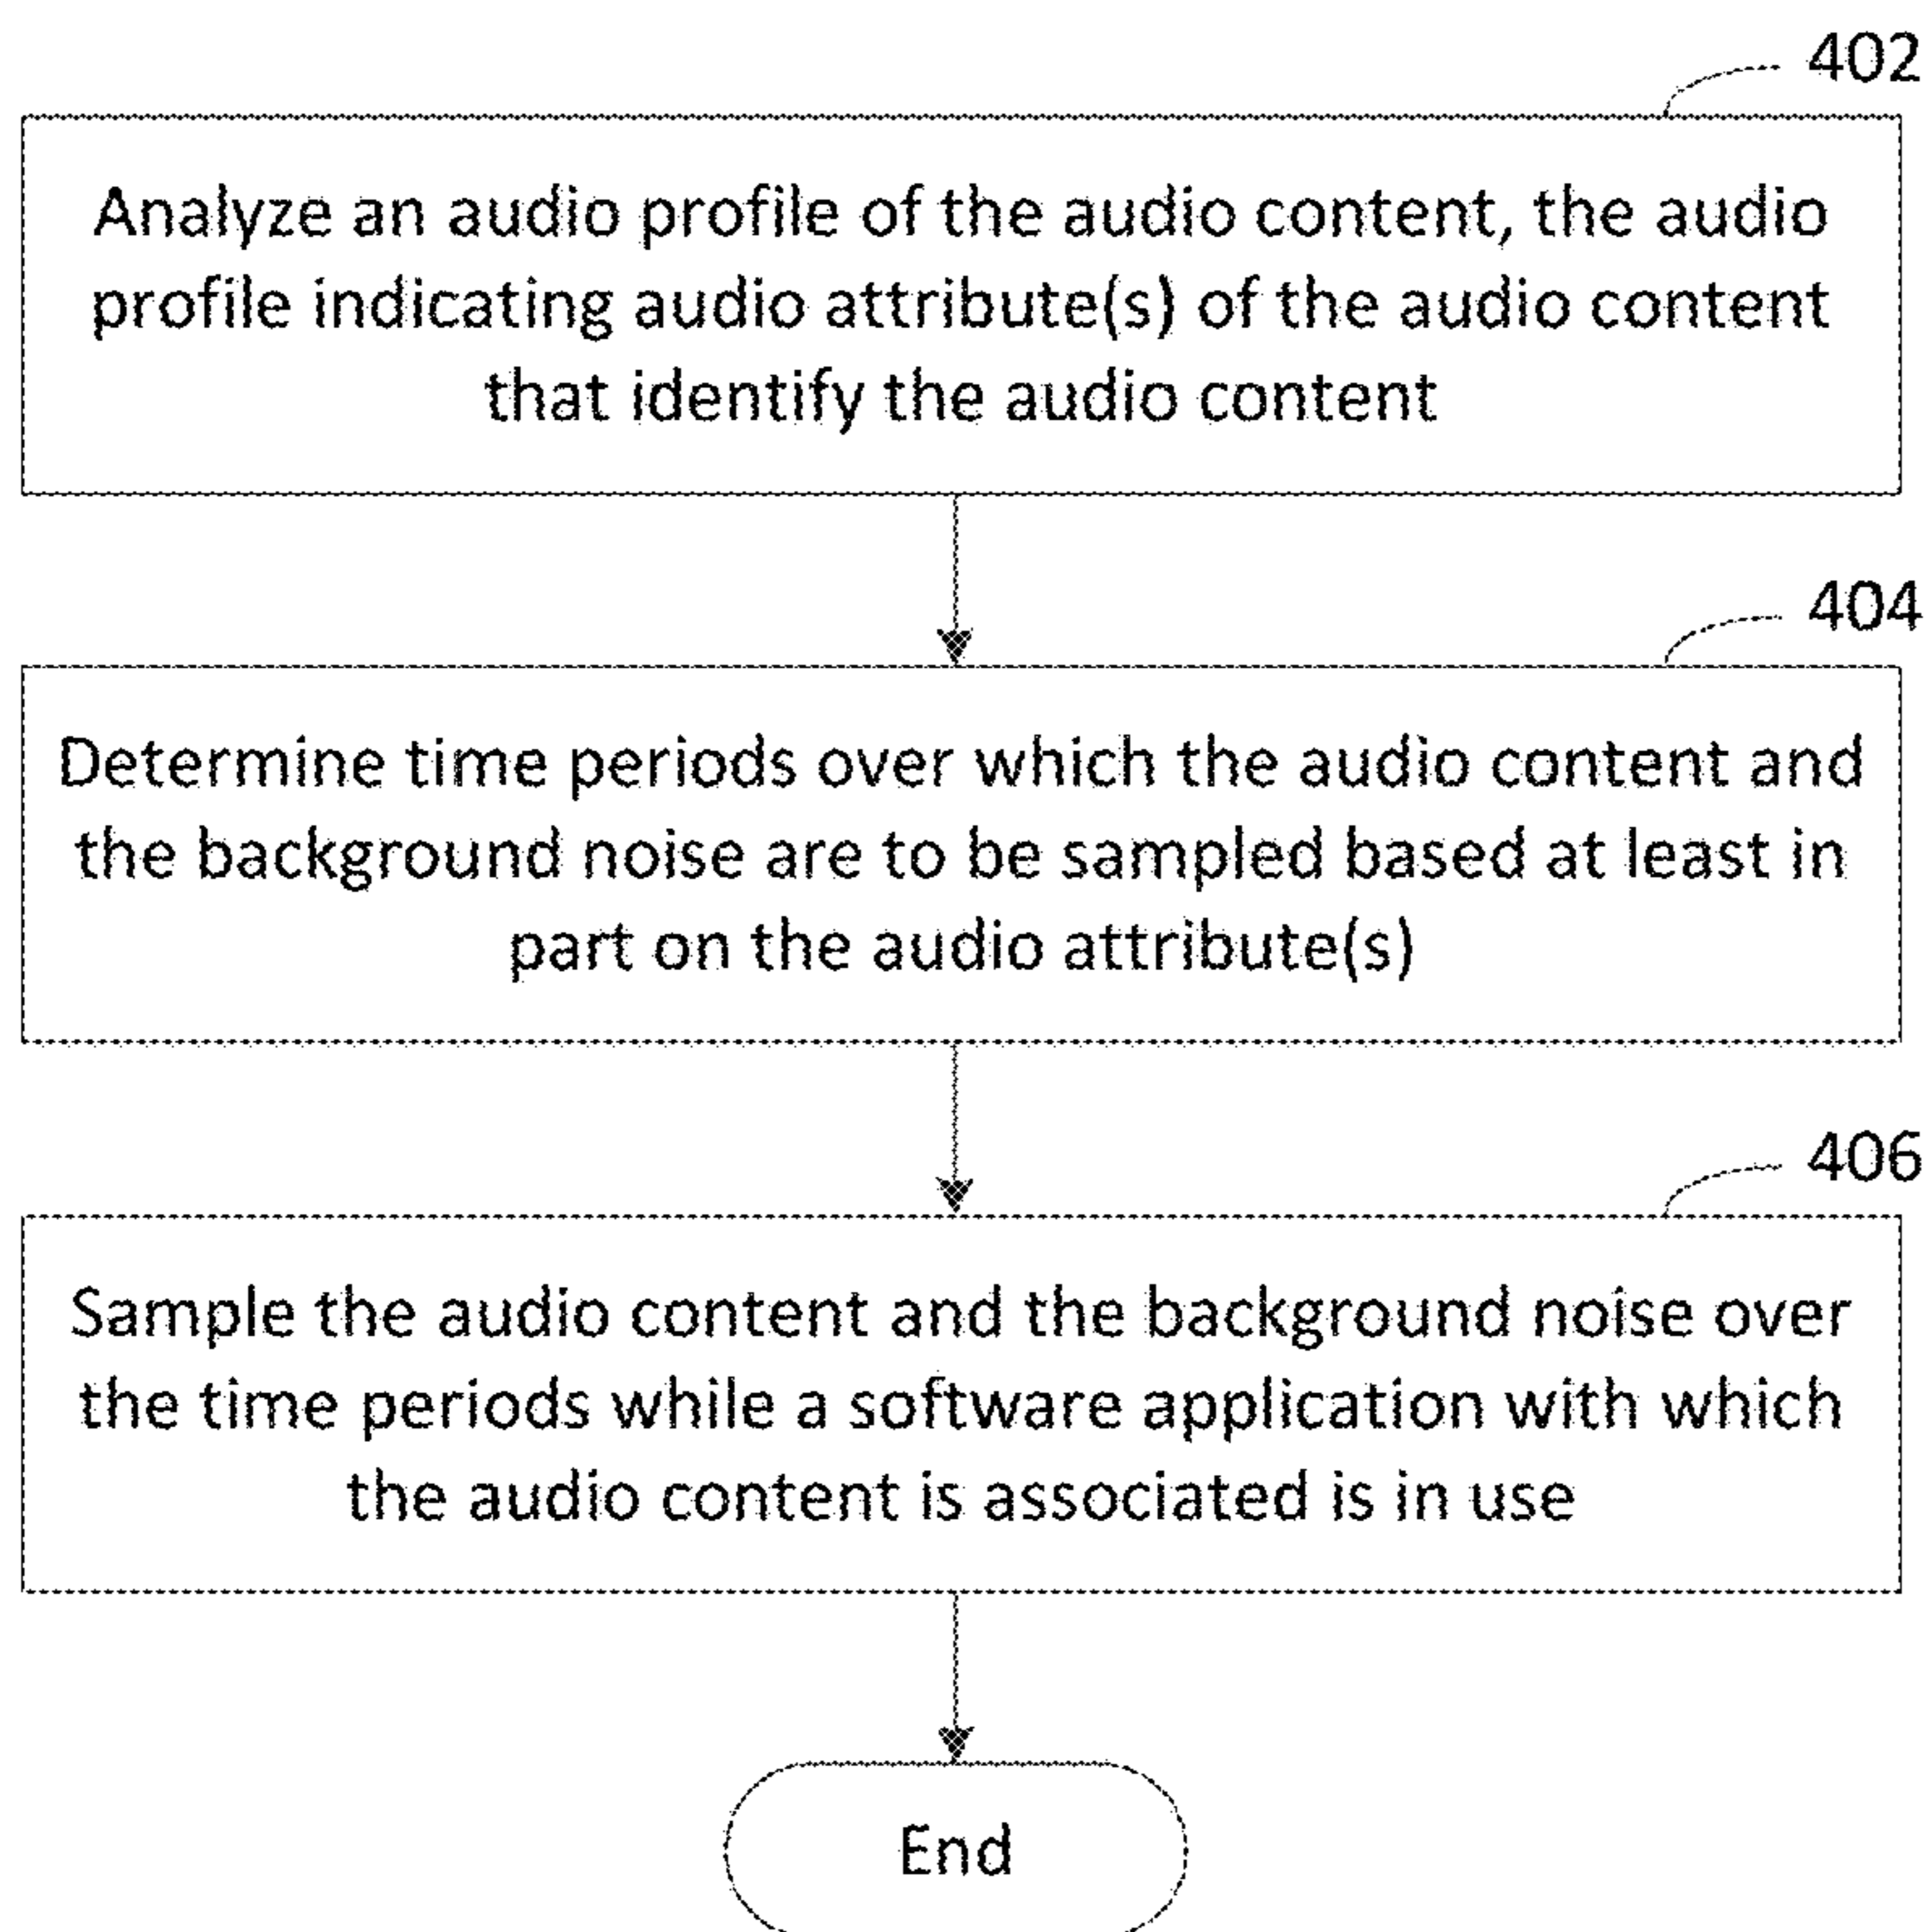 402
Analyze an audio profile of the audio content, the audio
profile indicating audio attribute(s) of the audio content
that identify the audio content
404
Determine time periods over which the audio content and
the background noise are to be sampled based at least in
part on the audio attribute(s)
406
Sample the audio content and the background noise over
the time periods while a software application with which
the audio content is associated is in use
End